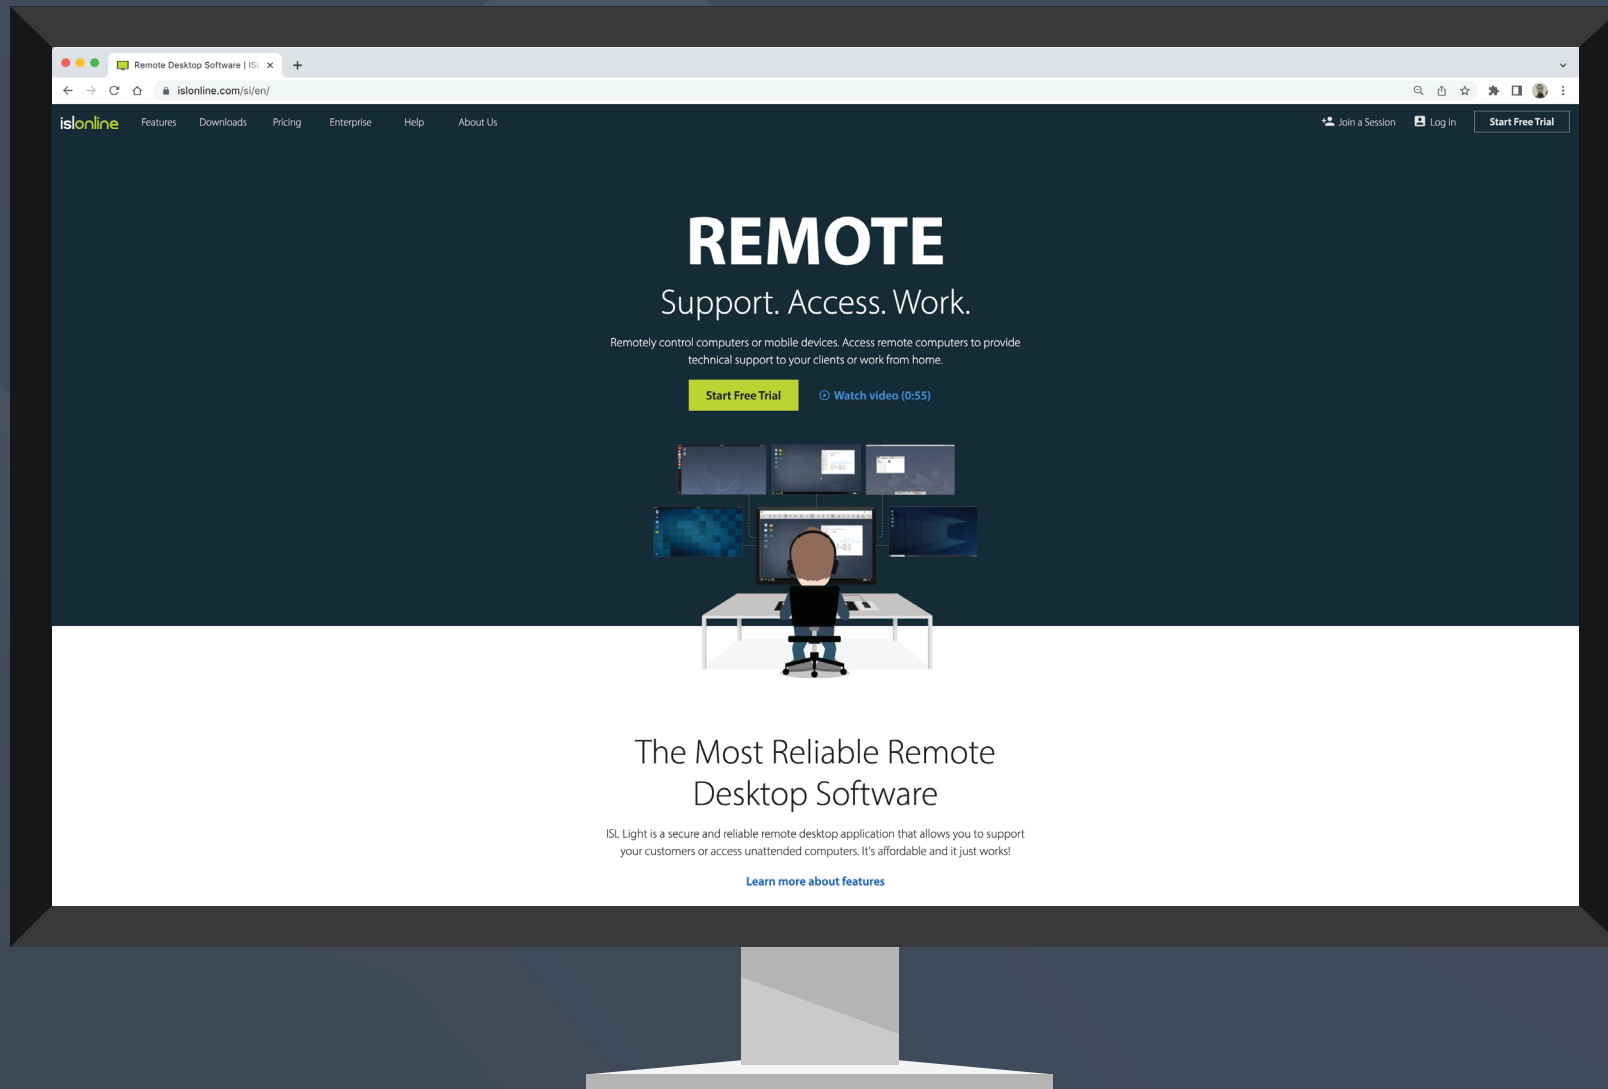 Remote Desktop Software | ISL
islonline.com/si/en/
islonline
Features
Downloads
Pricing
Enterprise
Help
About Us
Join a Session
Log In
Start Free Trial
REMOTE
Support. Access. Work.
Remotely control computers or mobile devices. Access remote computers to provide
technical support to your clients or work from home.
Start Free Trial
Watch video (0:55)
The Most Reliable Remote
Desktop Software
ISL Light is a secure and reliable remote desktop application that allows you to support
your customers or access unattended computers. It's affordable and it just works!
Learn more about features